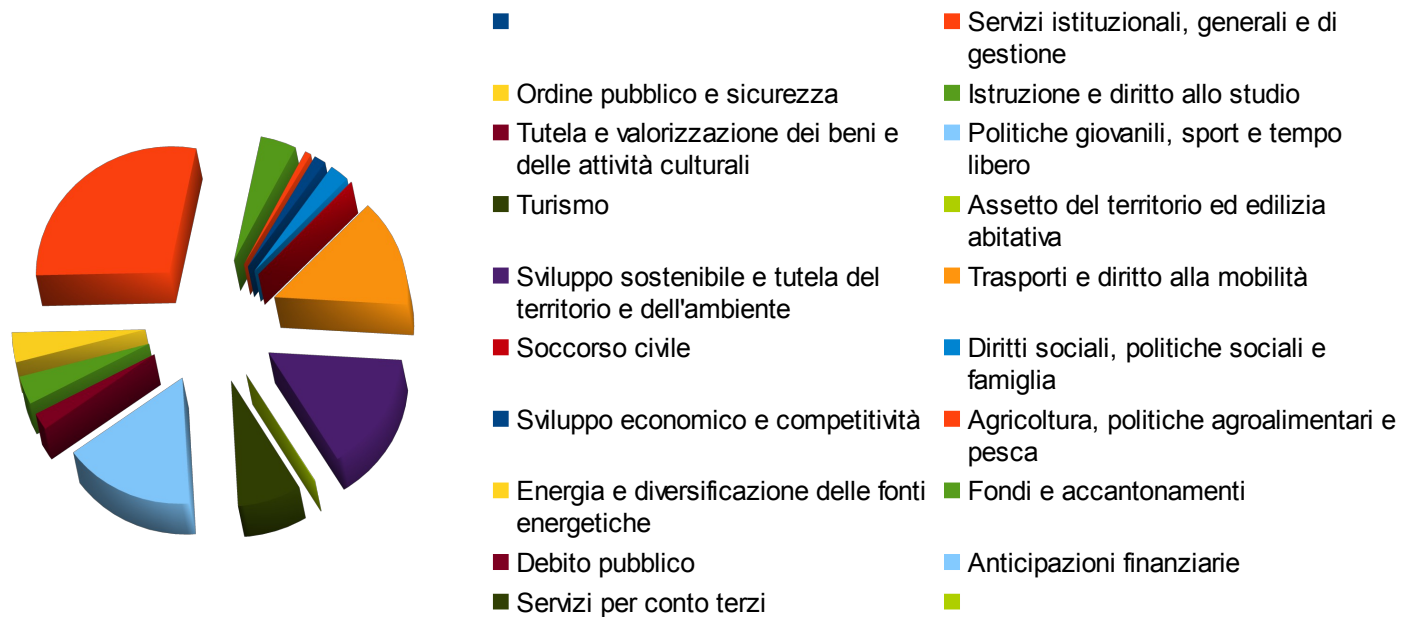 Servizi istituzionali, generali e di
gestione
Ordine pubblico e sicurezza
Istruzione e diritto allo studio
Tutela e valorizzazione dei beni e
delle attività culturali
Politiche giovanili, sport e tempo
libero
Turismo
Assetto del territorio ed edilizia
abitativa
Sviluppo sostenibile e tutela del
territorio e dell'ambiente
Trasporti e diritto alla mobilità
Soccorso civile
Diritti sociali, politiche sociali e
famiglia
Sviluppo economico e competitività
Agricoltura, politiche agroalimentari e
pesca
Energia e diversificazione delle fonti
energetiche
Fondi e accantonamenti
Debito pubblico
Anticipazioni finanziarie
Servizi per conto terzi